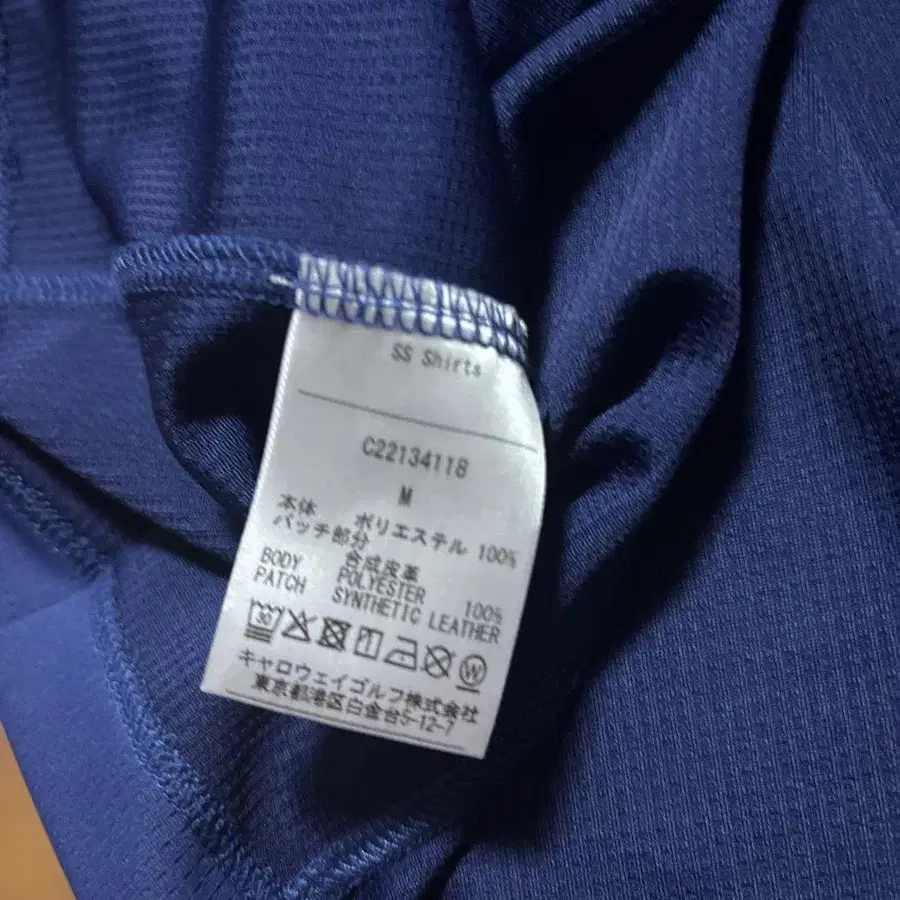 SS Shirts
C22134118
M
本体 ポリエステル 100%
パッチ部分 合成皮革
BODY POLYESTER 100%
PATCH SYNTHETIC LEATHER
30 W
キャロウェイゴルフ株式会社
東京都港区白金台5-12-7